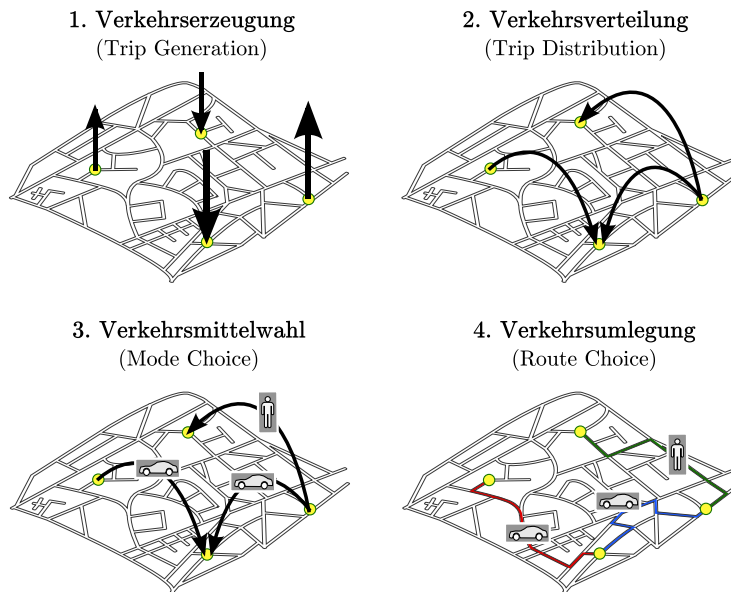 1. Verkehrserzeugung
(Trip Generation)
2. Verkehrsverteilung
(Trip Distribution)
3. Verkehrsmittelwahl
(Mode Choice)
4. Verkehrsumlegung
(Route Choice)